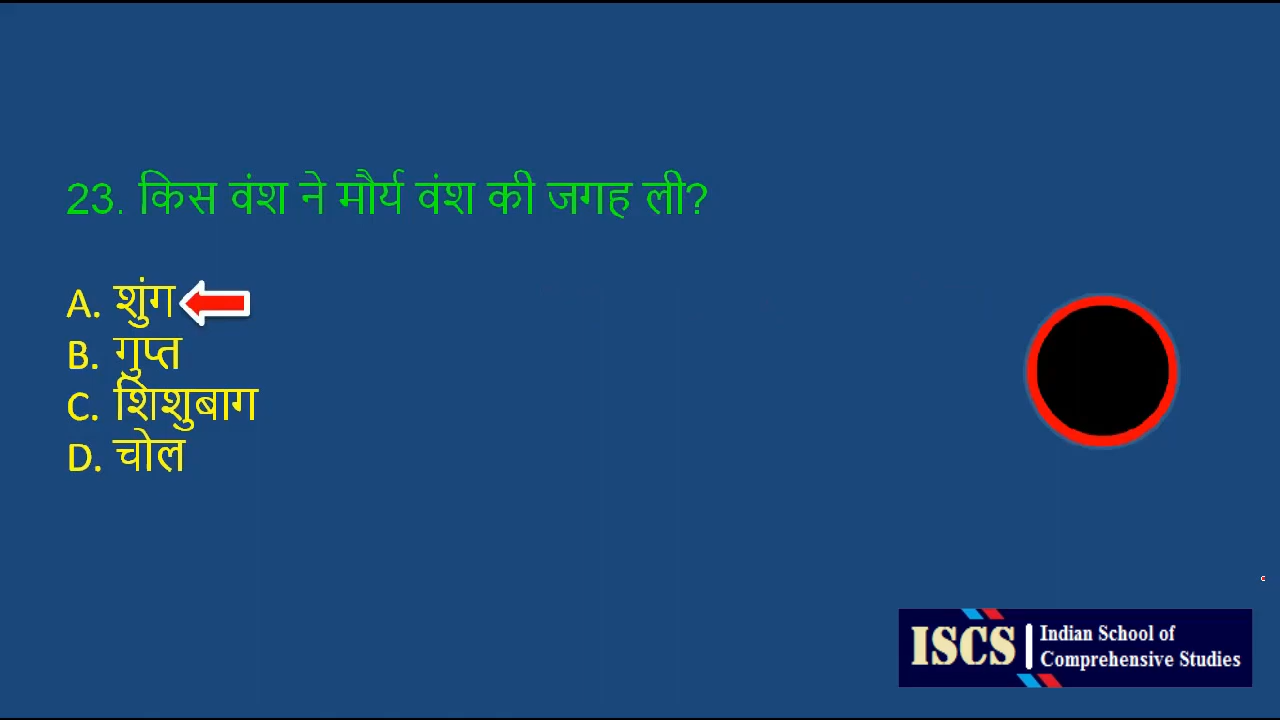 23. किस वंश ने मौर्य वंश की जगह ली?
A. शुंग
B. गुप्त
C. शिशुबाग
D. चोल
ISCS
Indian School of
Comprehensive Studies